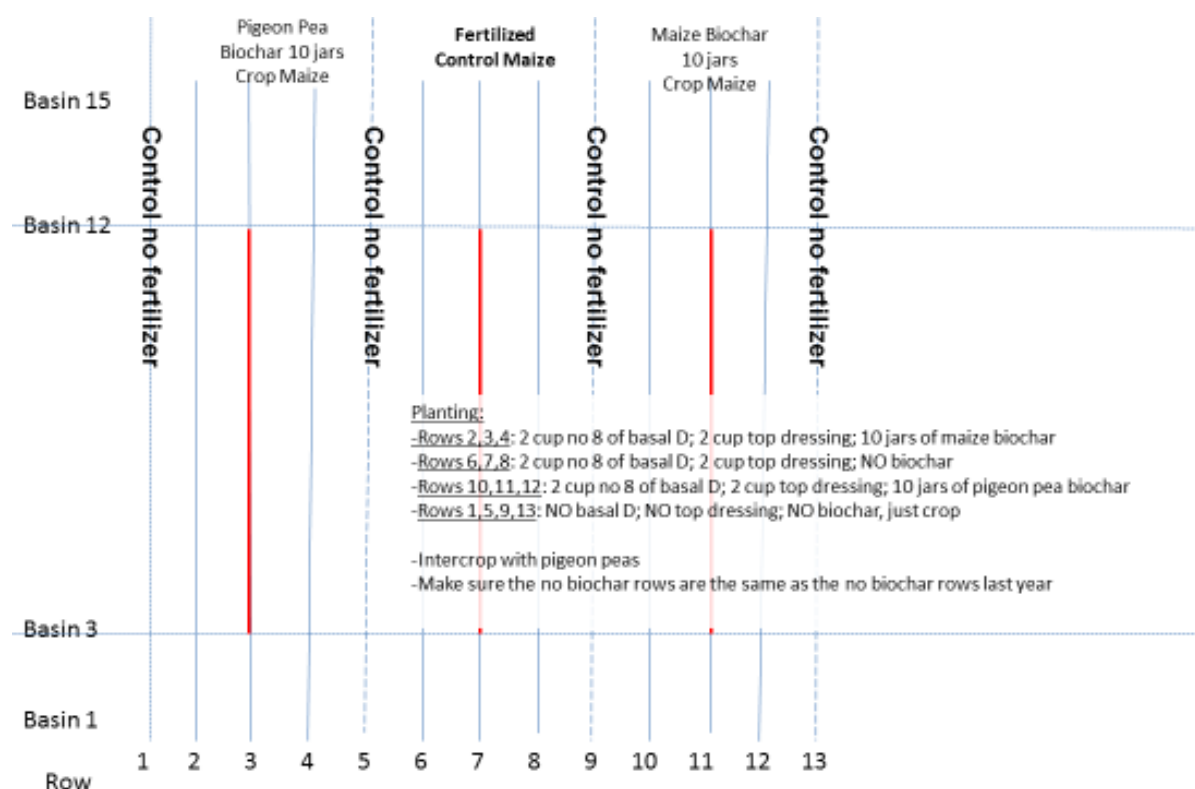 Pigeon Pea
Biochar 10 jars
Crop Maize
Fertilized
Control Maize
Maize Biochar
10 jars
Crop Maize
Basin 15
Control no fertilizer
Control no fertilizer
Control no fertilizer
Control no fertilizer
Basin 12
Planting:
-Rows 2,3,4: 2 cup no 8 of basal D; 2 cup top dressing; 10 jars of maize biochar
-Rows 6,7,8: 2 cup no 8 of basal D; 2 cup top dressing; NO biochar
-Rows 10,11,12: 2 cup no 8 of basal D; 2 cup top dressing; 10 jars of pigeon pea biochar
-Rows 1,5,9,13: NO basal D; NO top dressing; NO biochar, just crop
-Intercrop with pigeon peas
-Make sure the no biochar rows are the same as the no biochar rows last year
Basin 3
Basin 1
1 2 3 4 5 6 7 8 9 10 11 12 13
Row